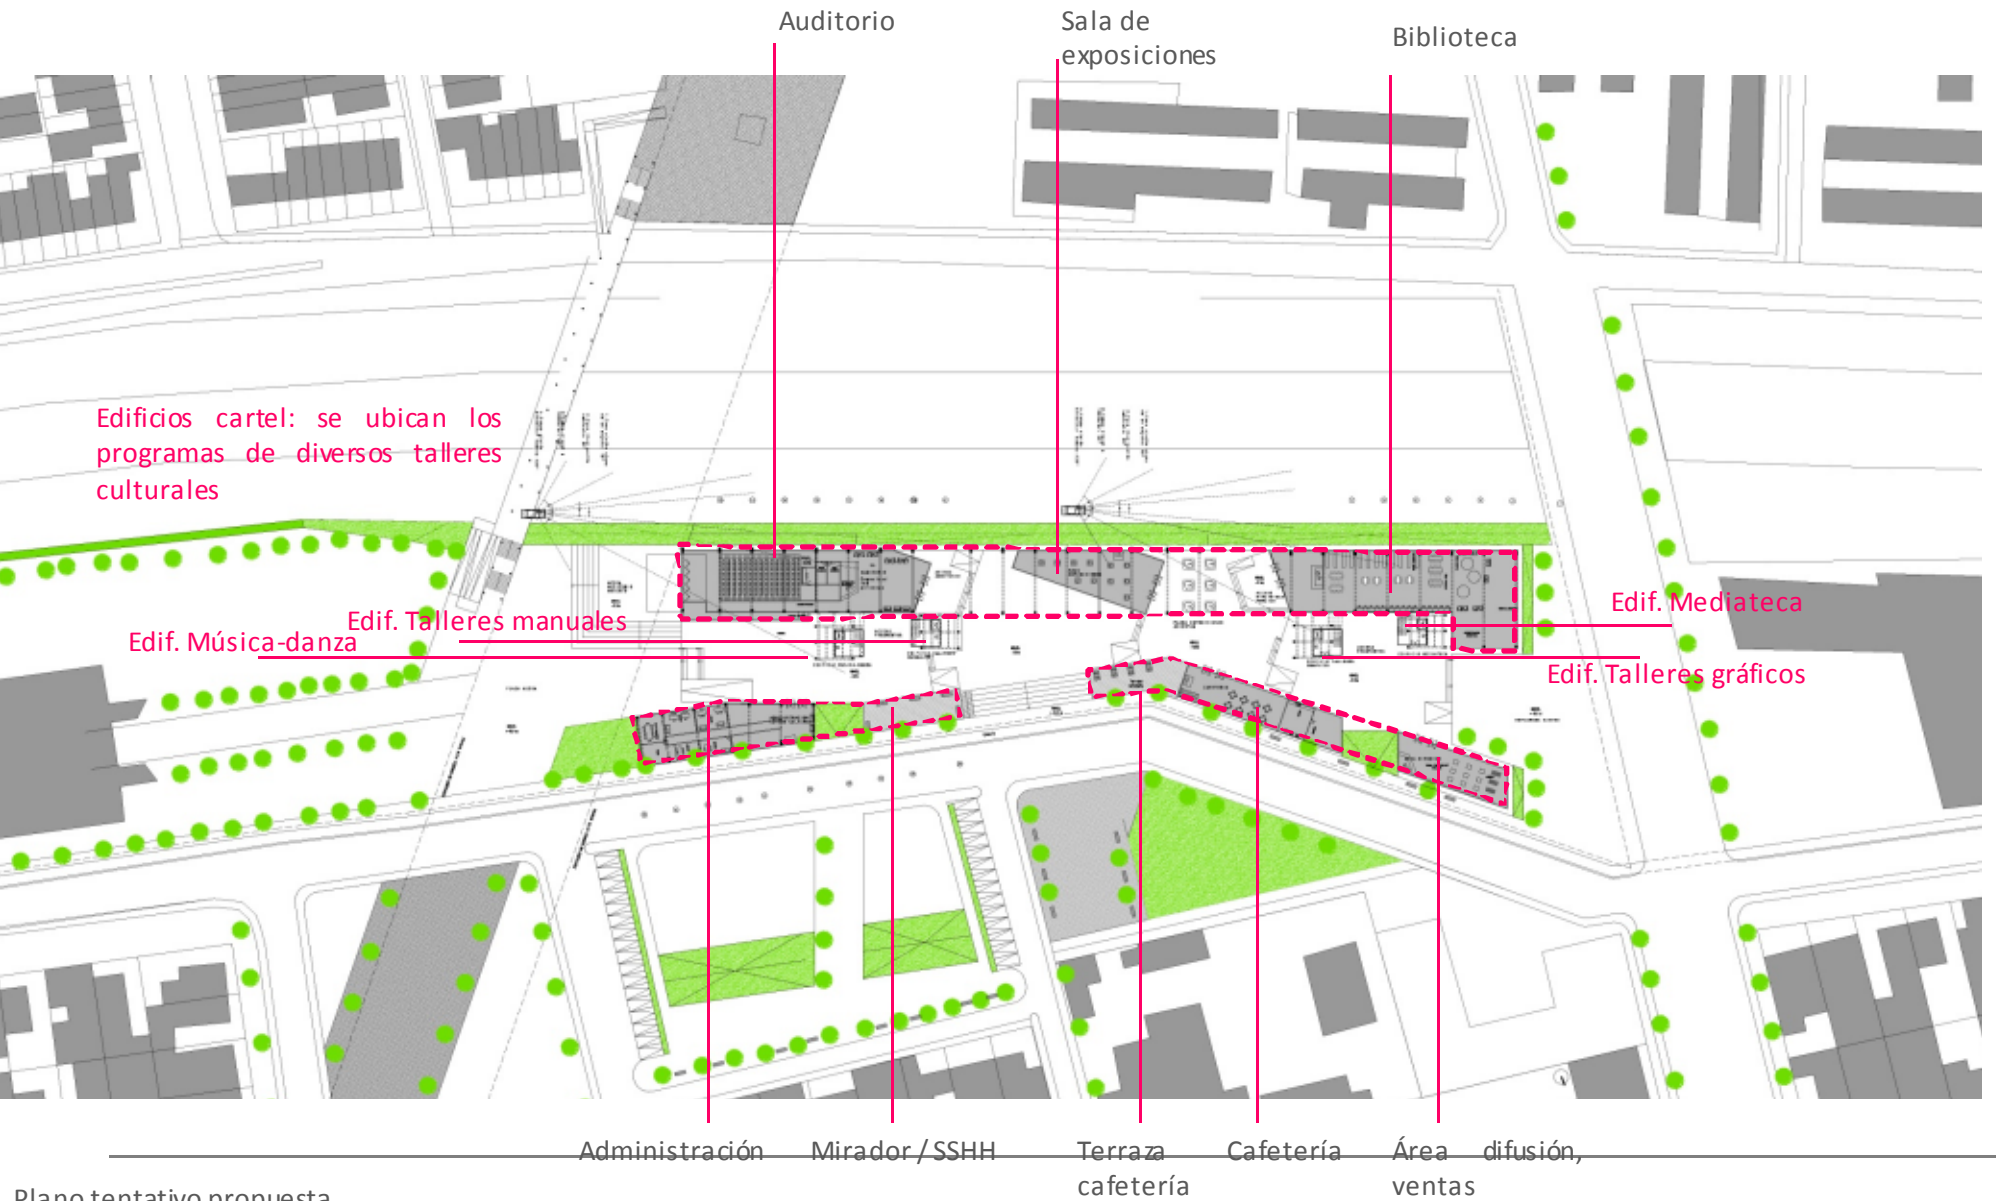 Auditorio
Sala de
exposiciones
Biblioteca
Edificios cartel: se ubican los
programas de diversos talleres
culturales
Edif. Talleres manuales
Edif. Música-danza
Edif. Mediateca
Edif. Talleres gráficos
Administración
Mirador / SSHH
Terraza
cafetería
Cafetería
Área difusión,
ventas
Plano tentativo propuesta